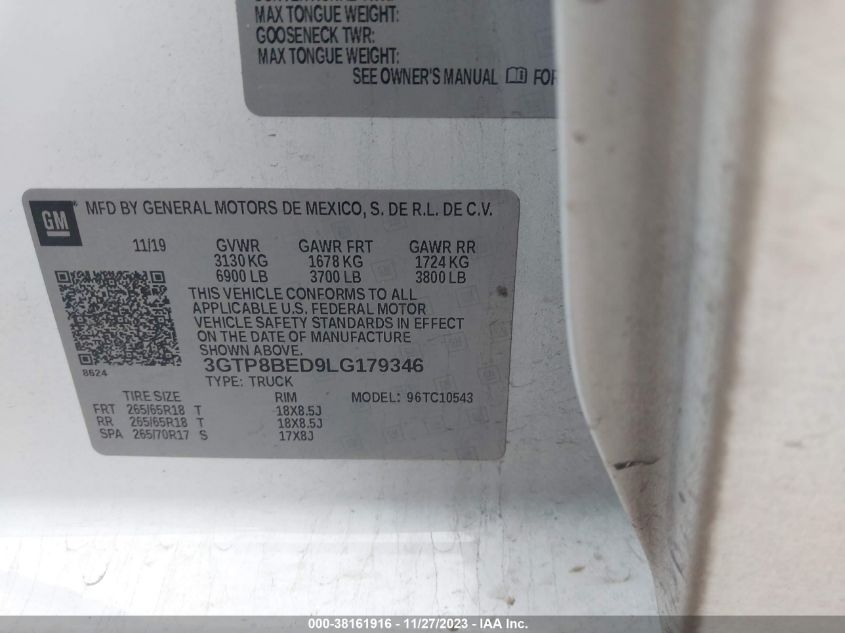 MAX TONGUE WEIGHT:
GOOSENECK TWR:
MAX TONGUE WEIGHT:
SEE OWNER'S MANUAL FOR
GM
MFD BY GENERAL MOTORS DE MEXICO, S. DE R.L. DE C.V.
11/19 GVWR GAWR FRT GAWR RR
3130 KG 1678 KG 1724 KG
6900 LB 3700 LB 3800 LB
THIS VEHICLE CONFORMS TO ALL
APPLICABLE U.S. FEDERAL MOTOR
VEHICLE SAFETY STANDARDS IN EFFECT
ON THE DATE OF MANUFACTURE
SHOWN ABOVE.
8624
3GTP8BED9LG179346
TYPE: TRUCK
TIRE SIZE RIM MODEL: 96TC10543
FRT 265/65R18 T 18X8.5J
RR 265/65R18 T 18X8.5J
SPA 265/70R17 S 17X8J
000-38161916 - 11/27/2023 - IAA Inc.